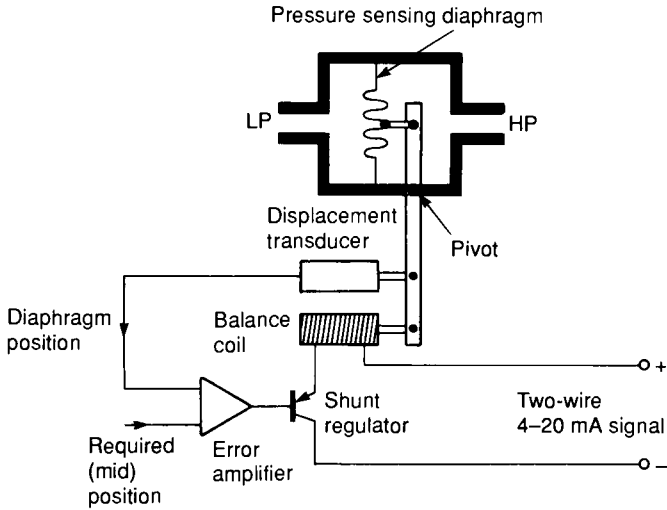 Pressure sensing diaphragm
LP
HP
Displacement
transducer
Pivot
Diaphragm
position
Balance
coil
+
Shunt
regulator
Two-wire
4–20 mA signal
Required
(mid)
position
Error
amplifier
–